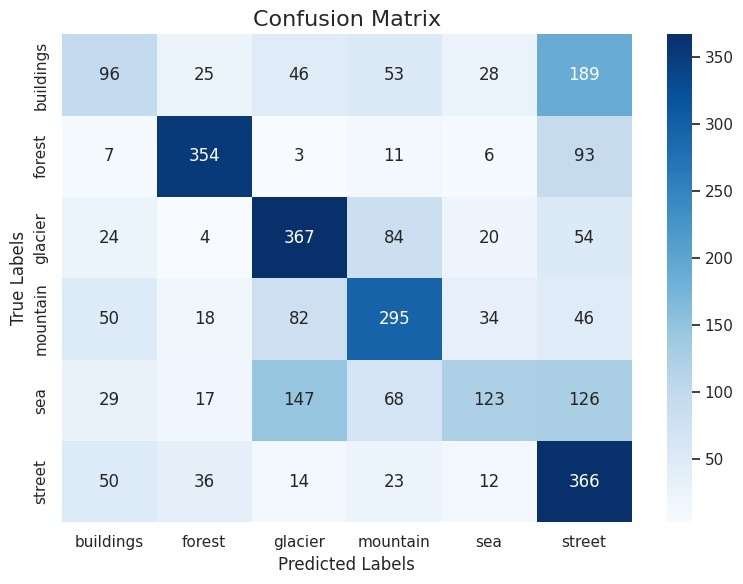 Confusion Matrix
True Labels
buildings 96 25 46 53 28 189
forest 7 354 3 11 6 93
glacier 24 4 367 84 20 54
mountain 50 18 82 295 34 46
sea 29 17 147 68 123 126
street 50 36 14 23 12 366
buildings forest glacier mountain sea street
Predicted Labels
350
300
250
200
150
100
50